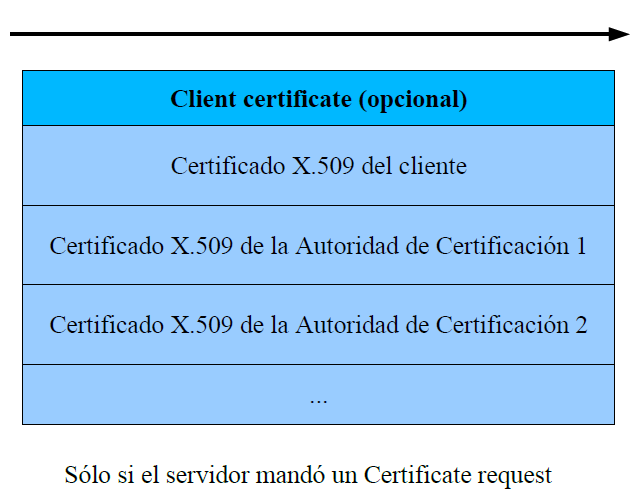 Client certificate (opcional)
Certificado X.509 del cliente
Certificado X.509 de la Autoridad de Certificación 1
Certificado X.509 de la Autoridad de Certificación 2
...
Sólo si el servidor mandó un Certificate request